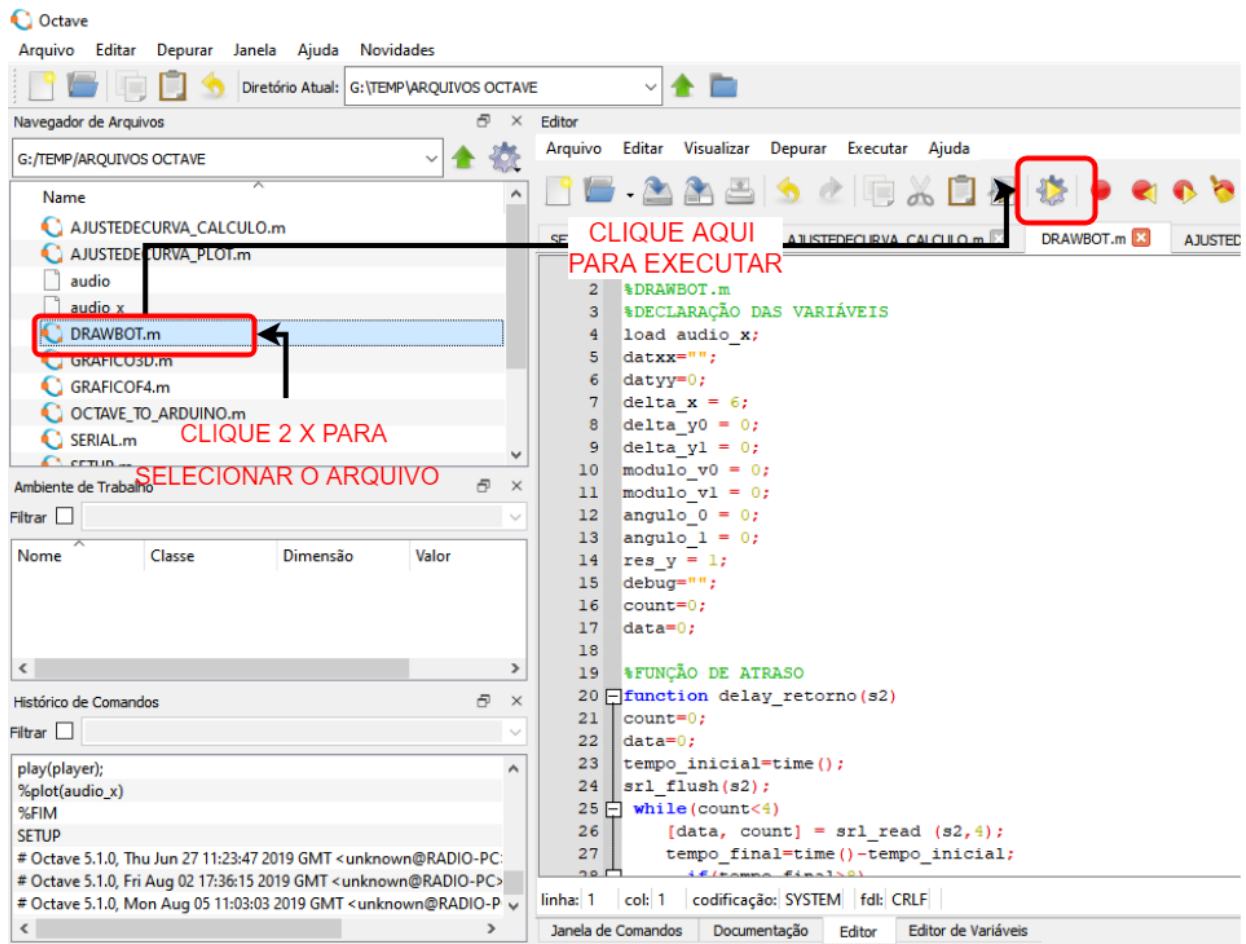 Octave
Arquivo Editar Depurar Janela Ajuda Novidades
Diretório Atual: G:\TEMP\ARQUIVOS OCTAVE
Navegador de Arquivos
G:/TEMP/ARQUIVOS OCTAVE
Name
AJUSTEDECURVA_CALCULO.m
AJUSTEDECURVA_PLOT.m
audio
audio_x
DRAWBOT.m
GRAFICO3D.m
GRAFICOF4.m
OCTAVE_TO_ARDUINO.m
SERIAL.m
SETUP.m
CLIQUE 2 X PARA
SELECIONAR O ARQUIVO
Ambiente de Trabalho
Filtrar
Nome Classe Dimensão Valor
Histórico de Comandos
Filtrar
play(player);
%plot(audio_x)
%FIM
SETUP
# Octave 5.1.0, Thu Jun 27 11:23:47 2019 GMT <unknown@RADIO-PC:
# Octave 5.1.0, Fri Aug 02 17:36:15 2019 GMT <unknown@RADIO-PC>
# Octave 5.1.0, Mon Aug 05 11:03:03 2019 GMT <unknown@RADIO-P
Editor
Arquivo Editar Visualizar Depurar Executar Ajuda
CLIQUE AQUI
PARA EXECUTAR
SE AJUSTEDECURVA_CALCULO.m DRAWBOT.m AJUSTED
2 %DRAWBOT.m
3 %DECLARAÇÃO DAS VARIÁVEIS
4 load audio_x;
5 datxx="";
6 datyy=0;
7 delta_x = 6;
8 delta_y0 = 0;
9 delta_y1 = 0;
10 modulo_v0 = 0;
11 modulo_v1 = 0;
12 angulo_0 = 0;
13 angulo_1 = 0;
14 res_y = 1;
15 debug="";
16 count=0;
17 data=0;
18
19 %FUNÇÃO DE ATRASO
20 function delay_retorno(s2)
21 count=0;
22 data=0;
23 tempo_inicial=time();
24 srl_flush(s2);
25 while(count<4)
26 [data, count] = srl_read (s2,4);
27 tempo_final=time()-tempo_inicial;
28 if(tempo_final>8)
linha: 1 col: 1 codificação: SYSTEM fdl: CRLF
Janela de Comandos Documentação Editor Editor de Variáveis